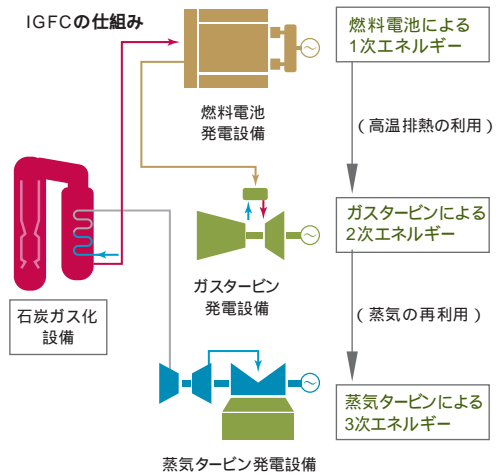 IGFCの仕組み
燃料電池による
1次エネルギー
燃料電池
発電設備
(高温排熱の利用)
ガスタービンによる
2次エネルギー
ガスタービン
発電設備
石炭ガス化
設備
(蒸気の再利用)
蒸気タービンによる
3次エネルギー
蒸気タービン発電設備